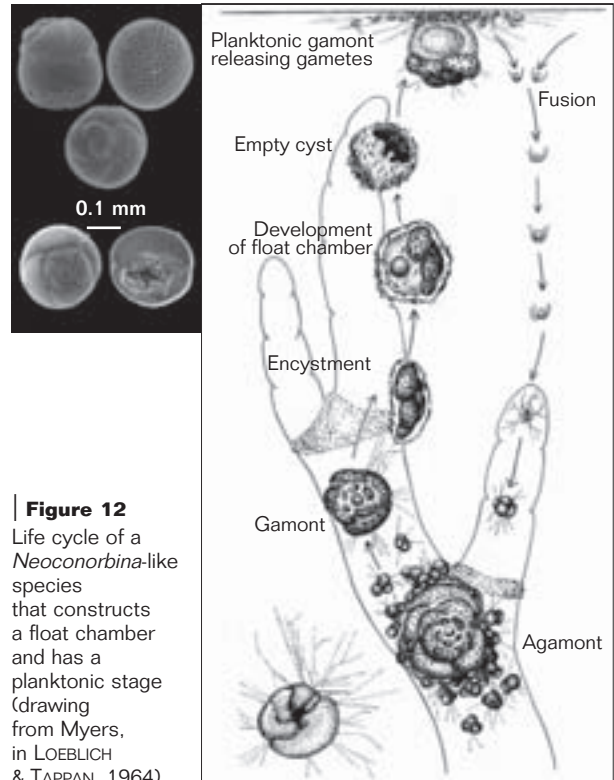 Planktonic gamont
releasing gametes
Fusion
Empty cyst
0.1 mm
Development
of float chamber
Encystment
Gamont
Agamont
Figure 12
Life cycle of a
Neoconorbina-like
species
that constructs
a float chamber
and has a
planktonic stage
(drawing
from Myers,
in LOEBLICH
& TAPPAN, 1964)